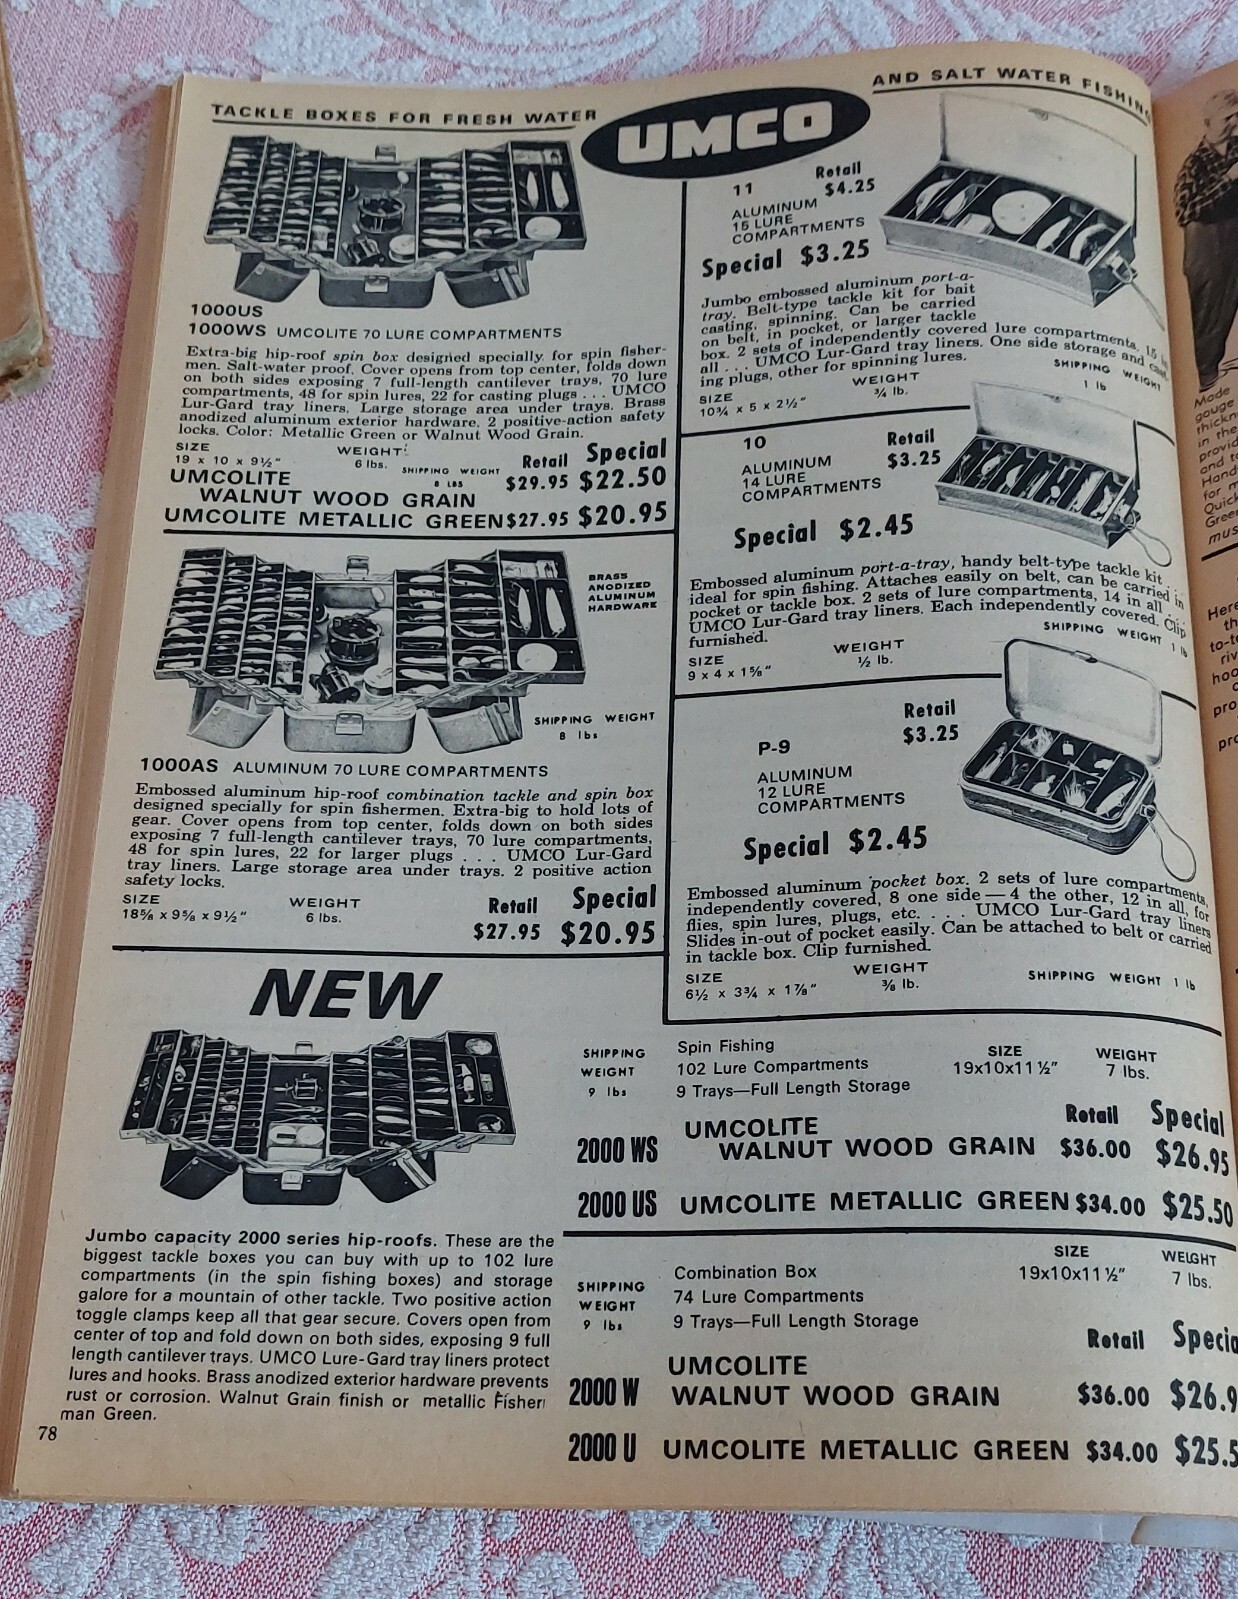 TACKLE BOXES FOR FRESH WATER
UMCO
AND SALT WATER FISHING
1000US
1000WS UMCOLITE 70 LURE COMPARTMENTS
Extra-big hip-roof spin box designed specially for spin fisher-
men. Salt-water proof. Cover opens from top center, folds down
on both sides exposing 7 full-length cantilever trays, 70 lure
compartments, 48 for spin lures, 22 for casting plugs . . . UMCO
Lur-Gard tray liners. Large storage area under trays. Brass
anodized aluminum exterior hardware. 2 positive-action safety
locks. Color: Metallic Green or Walnut Wood Grain.
SIZE
19 x 10 x 9½"
WEIGHT
6 lbs.
SHIPPING WEIGHT
8 LBS
Retail Special
UMCOLITE
WALNUT WOOD GRAIN
$29.95 $22.50
UMCOLITE METALLIC GREEN $27.95 $20.95
BRASS
ANODIZED
ALUMINUM
HARDWARE
SHIPPING WEIGHT
8 lbs
1000AS ALUMINUM 70 LURE COMPARTMENTS
Embossed aluminum hip-roof combination tackle and spin box
designed specially for spin fishermen. Extra-big to hold lots of
gear. Cover opens from top center, folds down on both sides
exposing 7 full-length cantilever trays, 70 lure compartments,
48 for spin lures, 22 for larger plugs . . . UMCO Lur-Gard
tray liners. Large storage area under trays. 2 positive action
safety locks.
SIZE
18⅝ x 9⅝ x 9½"
WEIGHT
6 lbs.
Retail Special
$27.95 $20.95
11
Retail
$4.25
ALUMINUM
15 LURE
COMPARTMENTS
Special $3.25
Jumbo embossed aluminum port-a-
tray. Belt-type tackle kit for bait
casting, spinning. Can be carried
on belt, in pocket, or larger tackle
box. 2 sets of independently covered lure compartments, 15 in
all . . . UMCO Lur-Gard tray liners. One side storage and cast-
ing plugs, other for spinning lures.
SIZE
10¾ x 5 x 2½"
WEIGHT
¾ lb.
SHIPPING WEIGHT
1 lb
10
Retail
$3.25
ALUMINUM
14 LURE
COMPARTMENTS
Special $2.45
Embossed aluminum port-a-tray, handy belt-type tackle kit . .
ideal for spin fishing. Attaches easily on belt, can be carried in
pocket or tackle box. 2 sets of lure compartments, 14 in all . . .
UMCO Lur-Gard tray liners. Each independently covered. Clip
furnished.
SIZE
9 x 4 x 1⅝"
WEIGHT
½ lb.
SHIPPING WEIGHT 1 lb
P-9
Retail
$3.25
ALUMINUM
12 LURE
COMPARTMENTS
Special $2.45
Embossed aluminum pocket box. 2 sets of lure compartments,
independently covered, 8 one side — 4 the other, 12 in all, for
flies, spin lures, plugs, etc. . . . UMCO Lur-Gard tray liners
Slides in-out of pocket easily. Can be attached to belt or carried
in tackle box. Clip furnished.
SIZE
6½ x 3¾ x 1⅞"
WEIGHT
⅜ lb.
SHIPPING WEIGHT 1 lb
NEW
Jumbo capacity 2000 series hip-roofs. These are the
biggest tackle boxes you can buy with up to 102 lure
compartments (in the spin fishing boxes) and storage
galore for a mountain of other tackle. Two positive action
toggle clamps keep all that gear secure. Covers open from
center of top and fold down on both sides, exposing 9 full
length cantilever trays. UMCO Lure-Gard tray liners protect
lures and hooks. Brass anodized exterior hardware prevents
rust or corrosion. Walnut Grain finish or metallic Fisher
man Green.
78
SHIPPING
WEIGHT
9 lbs
Spin Fishing
102 Lure Compartments
9 Trays—Full Length Storage
SIZE
19x10x11½"
WEIGHT
7 lbs.
Retail Special
2000 WS UMCOLITE
WALNUT WOOD GRAIN $36.00 $26.95
2000 US UMCOLITE METALLIC GREEN $34.00 $25.50
SHIPPING
WEIGHT
9 lbs
Combination Box
74 Lure Compartments
9 Trays—Full Length Storage
SIZE
19x10x11½"
WEIGHT
7 lbs.
Retail Specia
2000 W UMCOLITE
WALNUT WOOD GRAIN $36.00 $26.9
2000 U UMCOLITE METALLIC GREEN $34.00 $25.5
Made
gauge
thickn
in the
provid
and to
Hand
for m
Quick
Green
mus
Here
th
to-t
riv
hoo
pro
pro